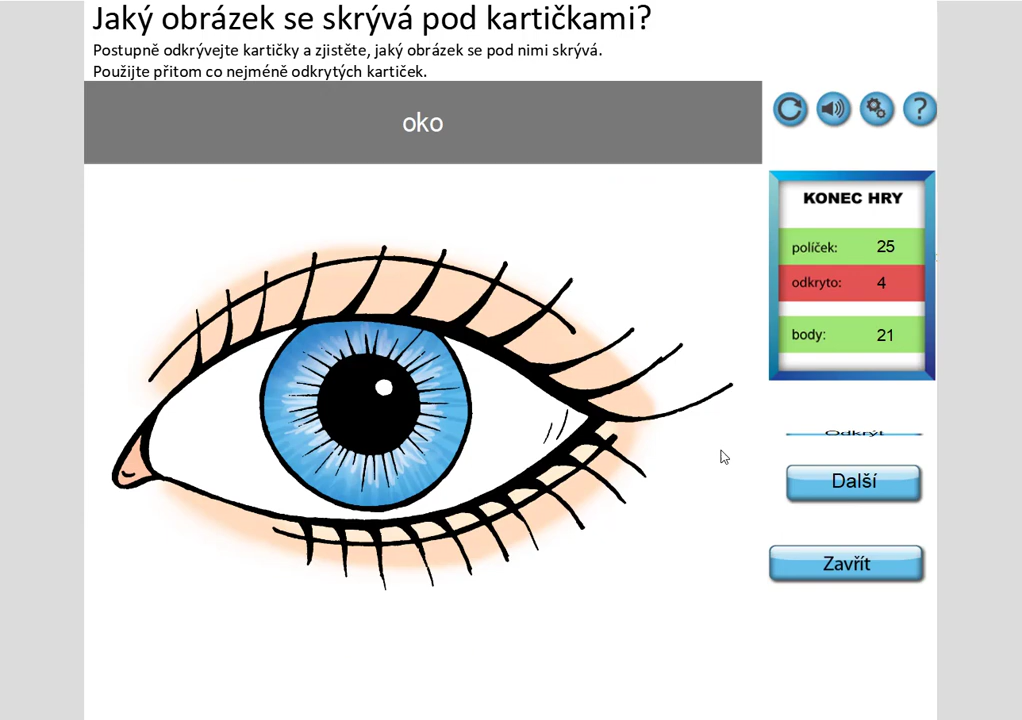 Jaký obrázek se skrývá pod kartičkami?
Postupně odkrývejte kartičky a zjistěte, jaký obrázek se pod nimi skrývá.
Použijte přitom co nejméně odkrytých kartiček.
oko
?
KONEC HRY
políček: 25
odkryto: 4
body: 21
Odkrýt
Další
Zavřít